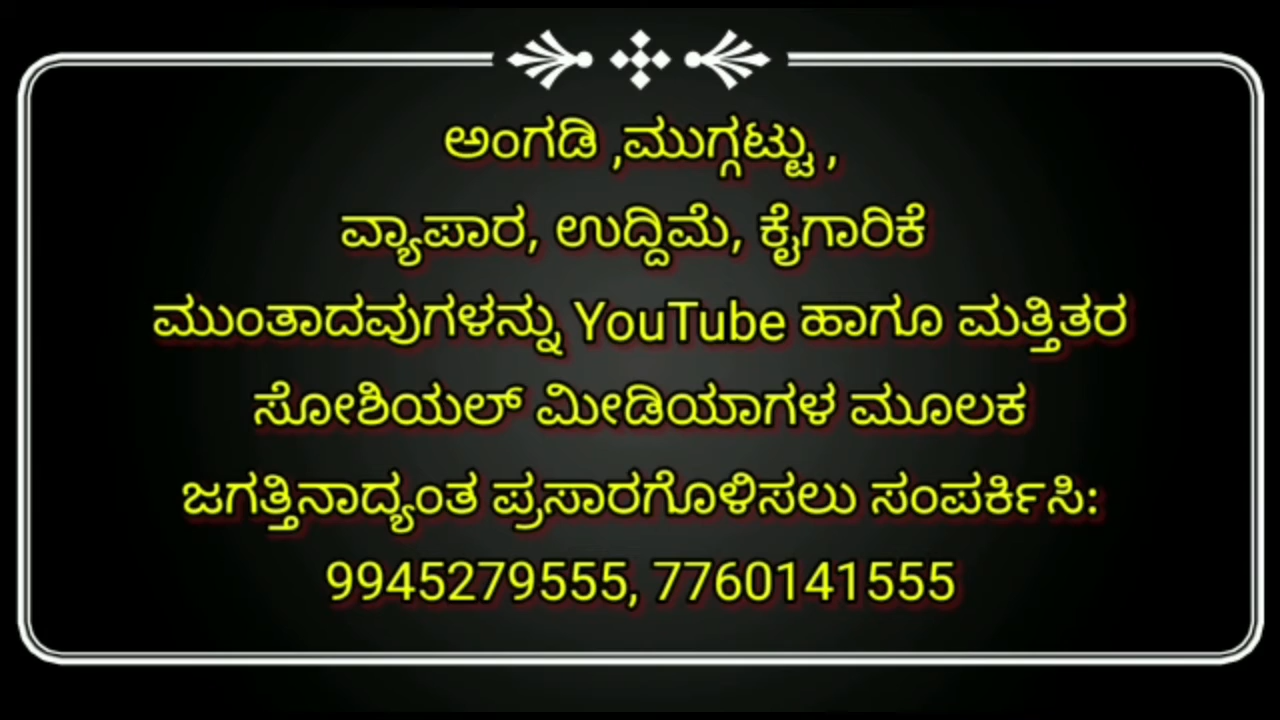 ಅಂಗಡಿ ,ಮುಗ್ಗಟ್ಟು ,
ವ್ಯಾಪಾರ, ಉದ್ದಿಮೆ, ಕೈಗಾರಿಕೆ
ಮುಂತಾದವುಗಳನ್ನು YouTube ಹಾಗೂ ಮತ್ತಿತರ
ಸೋಶಿಯಲ್ ಮೀಡಿಯಾಗಳ ಮೂಲಕ
ಜಗತ್ತಿನಾದ್ಯಂತ ಪ್ರಸಾರಗೊಳಿಸಲು ಸಂಪರ್ಕಿಸಿ:
9945279555, 7760141555